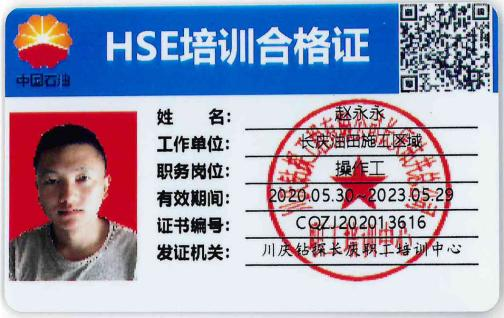 HSE培训合格证
中国石油
姓 名: 赵永永
工作单位: 长庆油田施工区域
职务岗位: 操作工
有效期间: 2020.05.30~2023.05.29
证书编号: CQZJ202013616
发证机关: 川庆钻探长庆职工培训中心